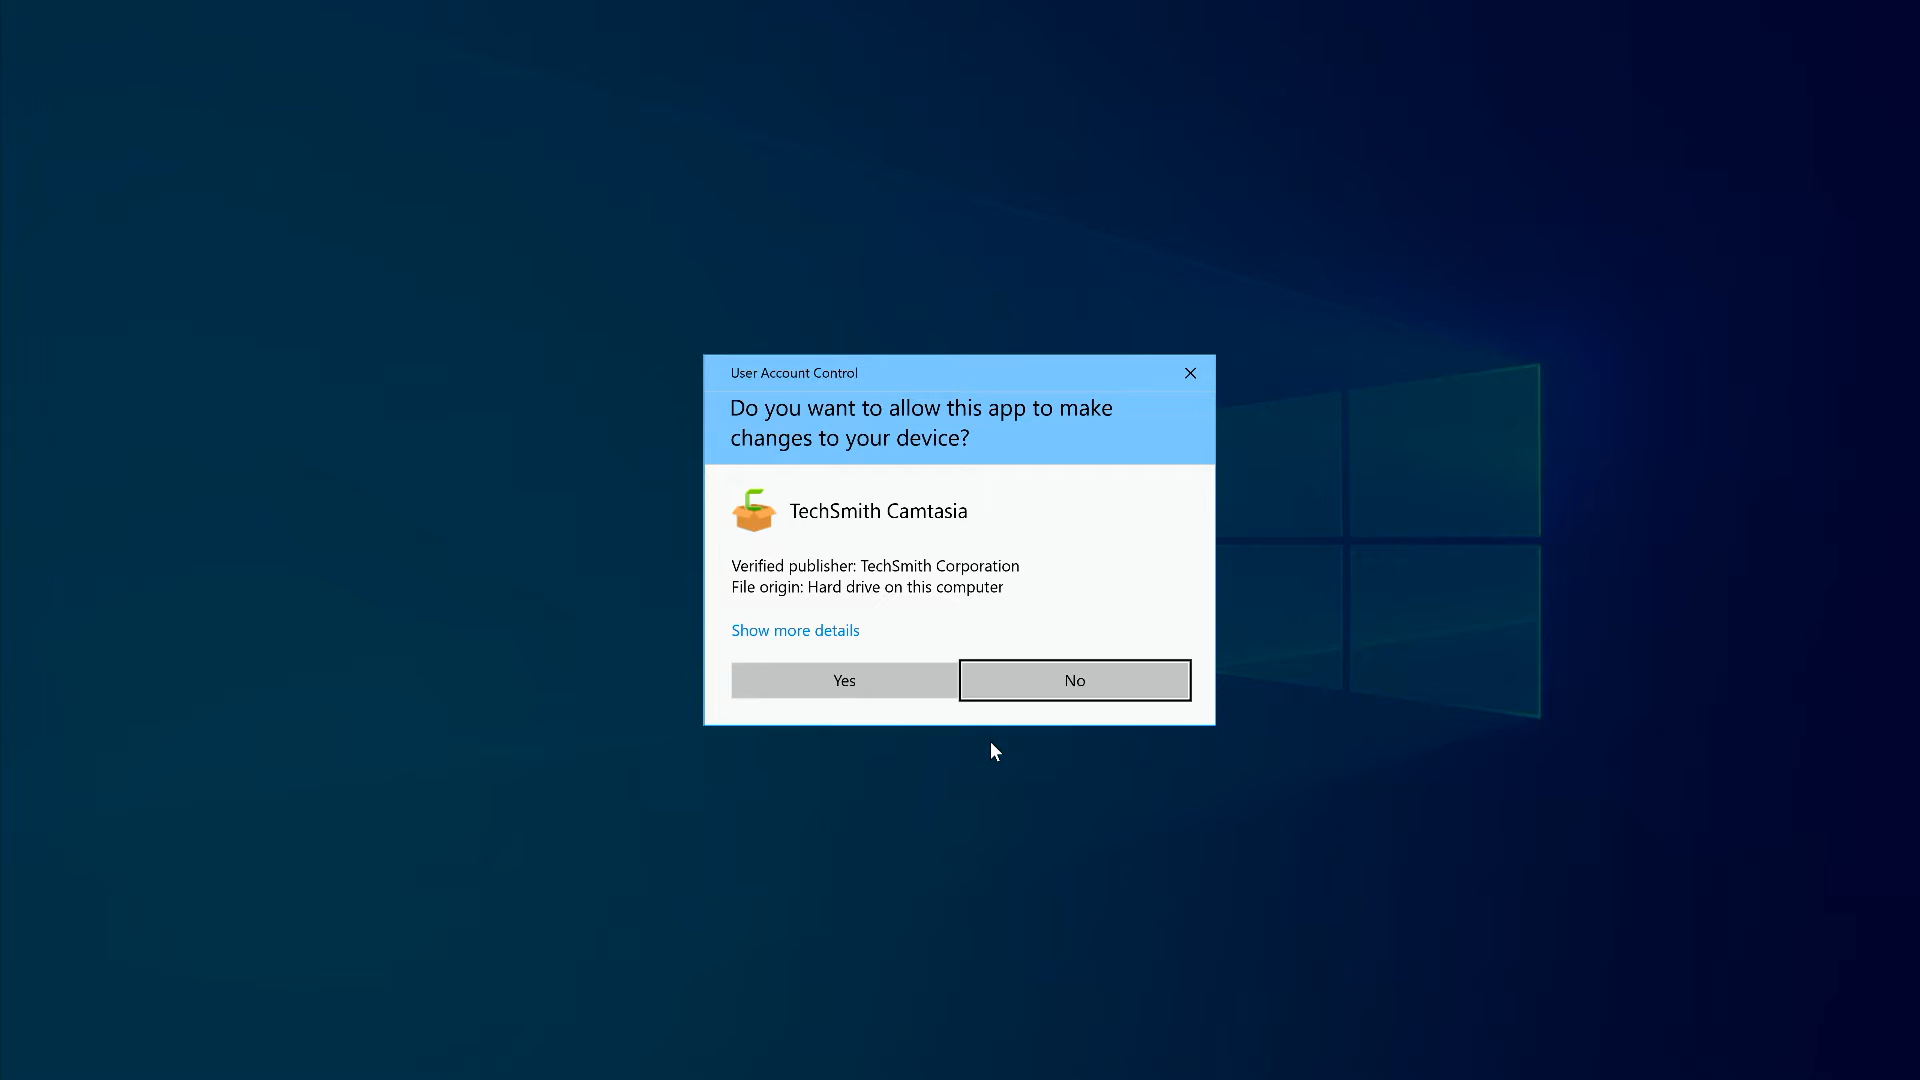 User Account Control
Do you want to allow this app to make
changes to your device?
TechSmith Camtasia
Verified publisher: TechSmith Corporation
File origin: Hard drive on this computer
Show more details
Yes
No